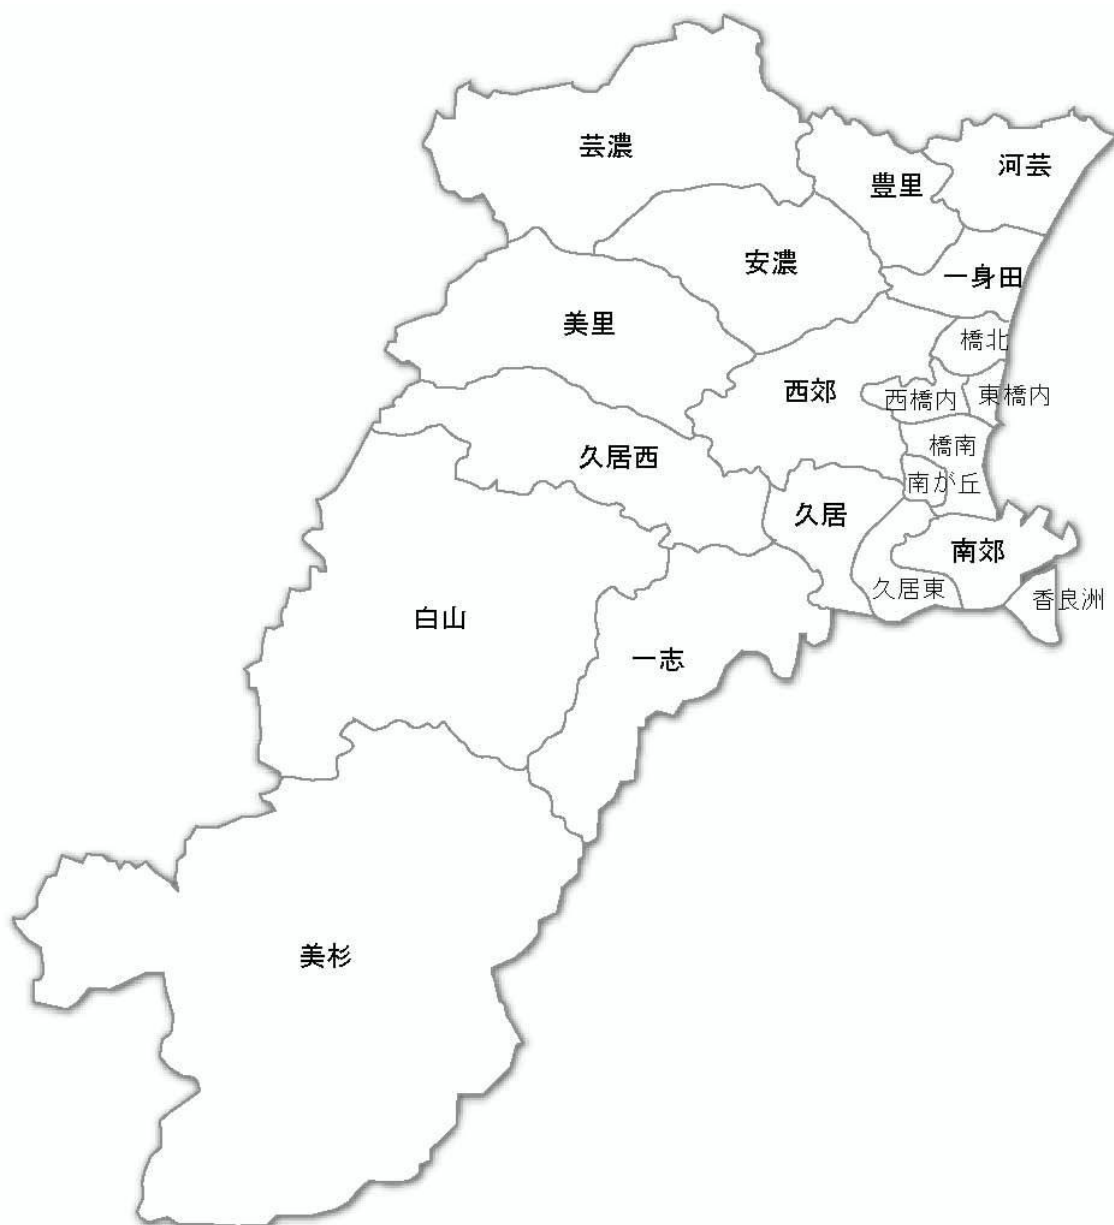 芸濃
河芸
豊里
安濃
一身田
美里
橋北
西郊
西橋内
東橋内
橋南
久居西
南が丘
久居
南郊
久居東
香良洲
白山
一志
美杉